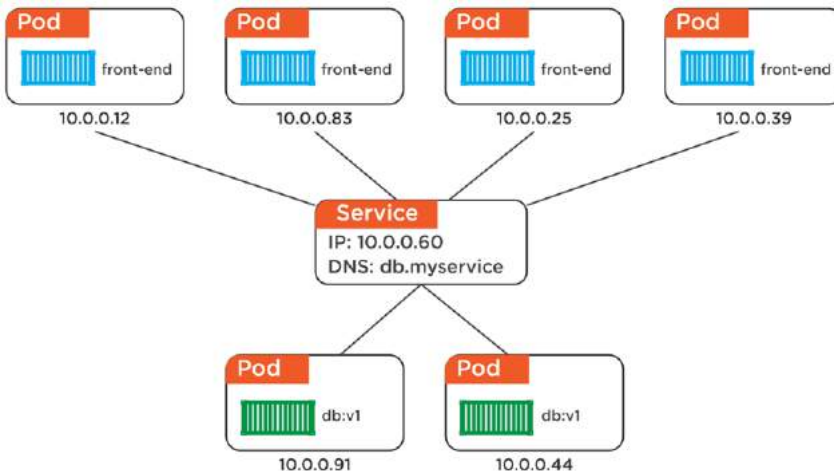 Pod
front-end
10.0.0.12
Pod
front-end
10.0.0.83
Pod
front-end
10.0.0.25
Pod
front-end
10.0.0.39
Service
IP: 10.0.0.60
DNS: db.myservice
Pod
db:v1
10.0.0.91
Pod
db:v1
10.0.0.44